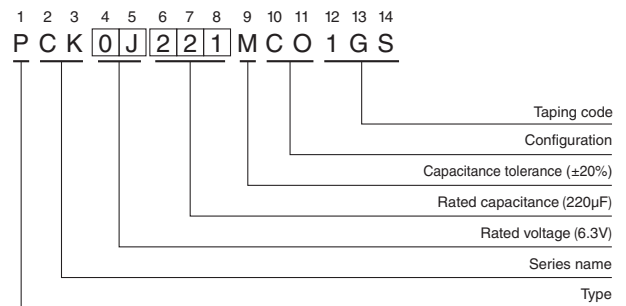 1 2 3 4 5 6 7 8 9 10 11 12 13 14
P C K 0 J 2 2 1 M C O 1 G S
Taping code
Configuration
Capacitance tolerance (±20%)
Rated capacitance (220µF)
Rated voltage (6.3V)
Series name
Type